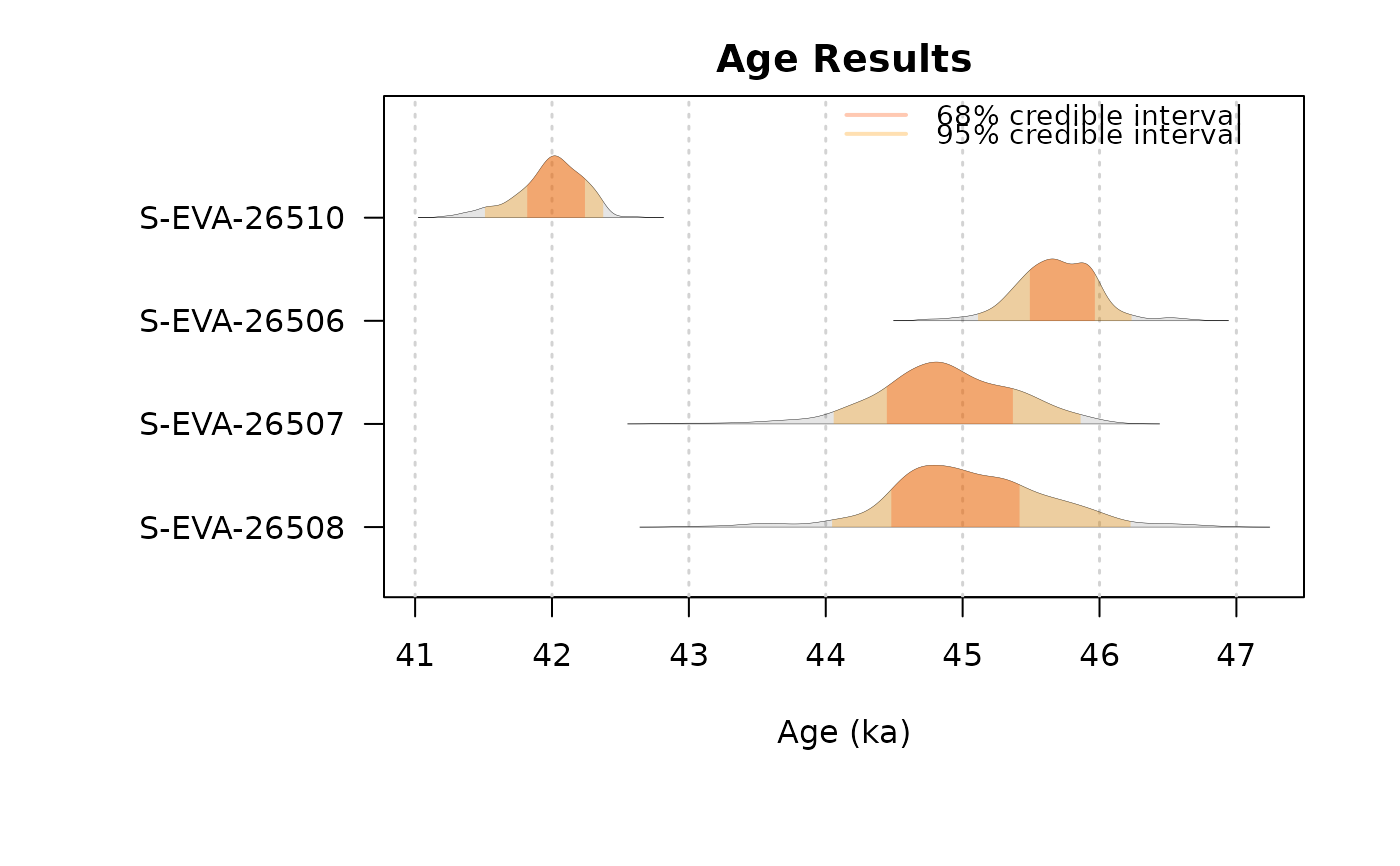 Age Results
68% credible interval
95% credible interval
S-EVA-26510
S-EVA-26506
S-EVA-26507
S-EVA-26508
41 42 43 44 45 46 47
Age (ka)